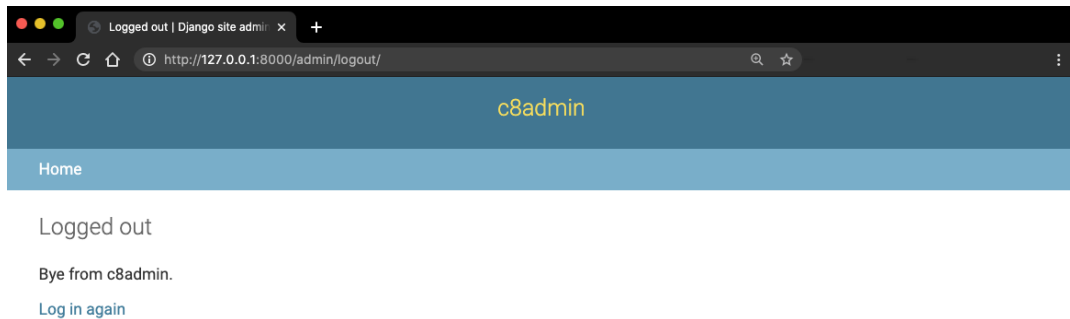 Logged out | Django site admin
http://127.0.0.1:8000/admin/logout/
c8admin
Home
Logged out
Bye from c8admin.
Log in again